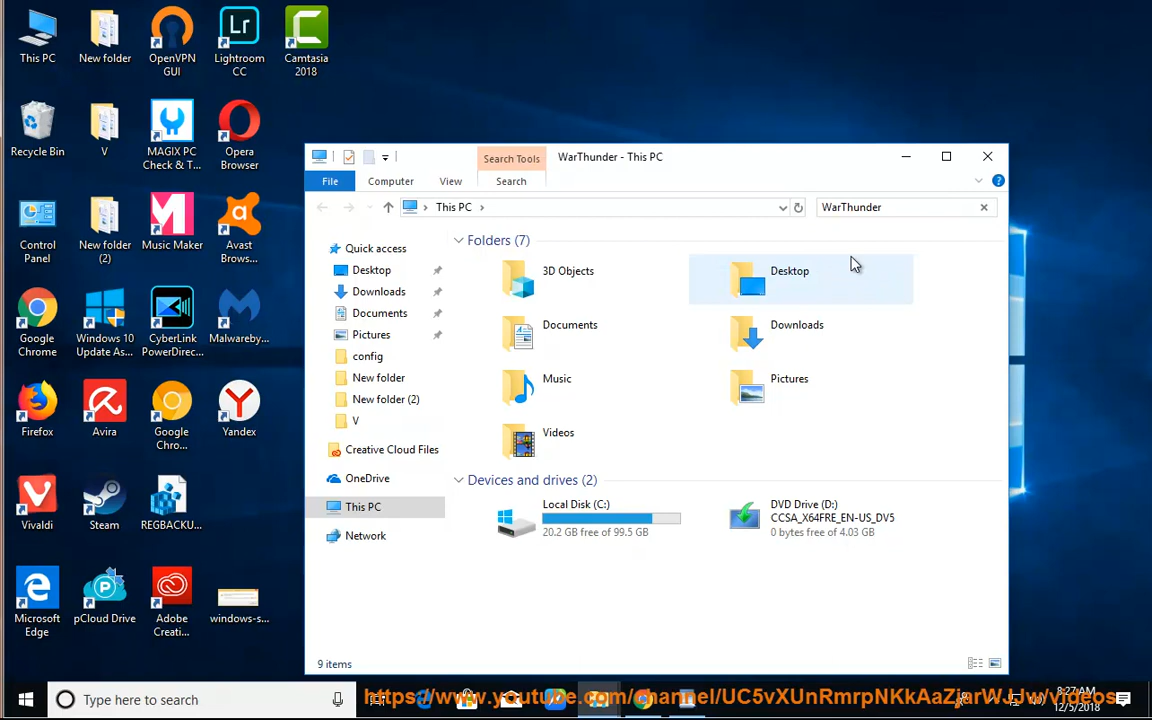 This PC
New folder
OpenVPN
GUI
Lightroom
CC
Camtasia
2018
Recycle Bin
V
MAGIX PC
Check & T...
Opera
Browser
Control
Panel
New folder
(2)
Music Maker
Avast
Brows...
Google
Chrome
Windows 10
Update As...
CyberLink
PowerDirec...
Malwareby...
Firefox
Avira
Google
Chro...
Yandex
Vivaldi
Steam
REGBACKU...
Microsoft
Edge
pCloud Drive
Adobe
Creati...
windows-s...
Lr
Search Tools
WarThunder - This PC
File
Computer
View
Search
This PC
WarThunder
Quick access
Desktop
Downloads
Documents
Pictures
config
New folder
New folder (2)
V
Creative Cloud Files
OneDrive
This PC
Network
Folders (7)
3D Objects
Desktop
Documents
Downloads
Music
Pictures
Videos
Devices and drives (2)
Local Disk (C:)
20.2 GB free of 99.5 GB
DVD Drive (D:)
CCSA_X64FRE_EN-US_DV5
0 bytes free of 4.03 GB
9 items
Type here to search
8:27 AM
12/5/2018